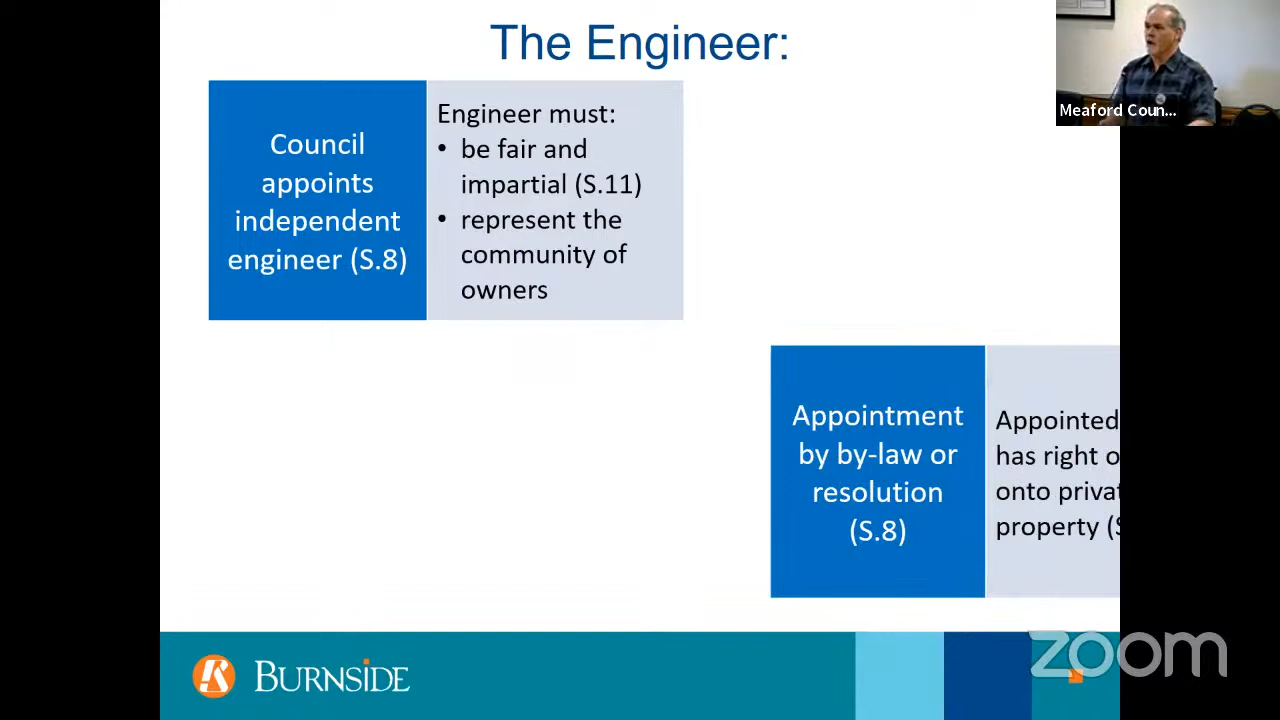 The Engineer:
Meaford Coun...
Council
appoints
independent
engineer (S.8)
Engineer must:
• be fair and
impartial (S.11)
• represent the
community of
owners
Appointment
by by-law or
resolution
(S.8)
Appointed
has right
onto
property
BURNSIDE
zoom